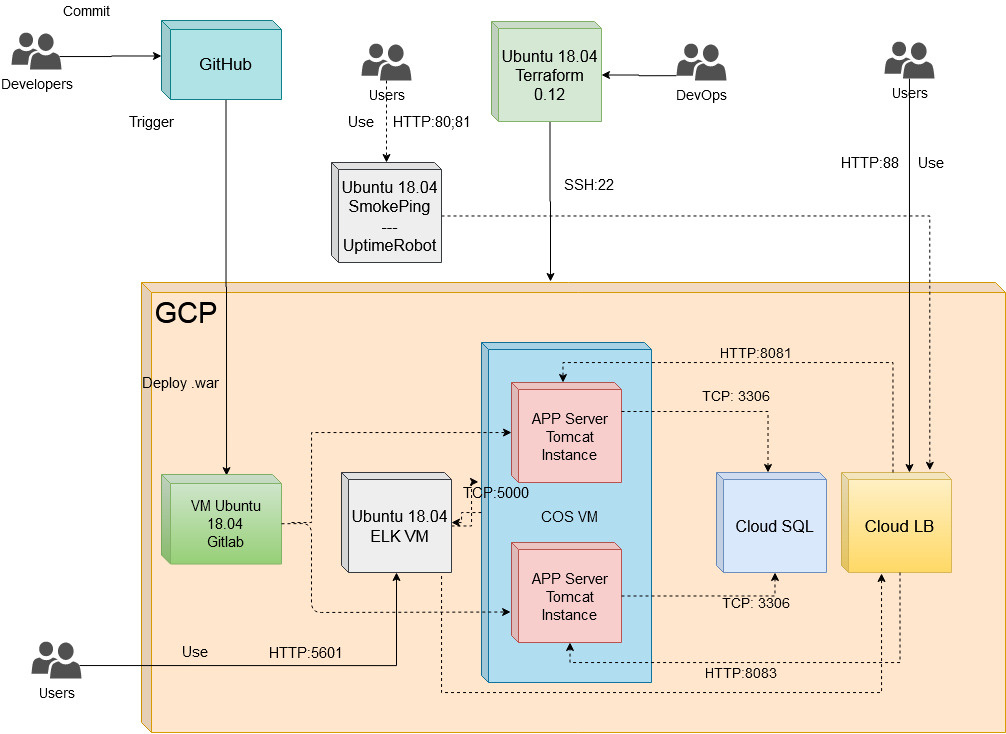 Commit
Developers
GitHub
Trigger
Users
Use
HTTP:80;81
Ubuntu 18.04
SmokePing
---
UptimeRobot
Ubuntu 18.04
Terraform
0.12
DevOps
SSH:22
Users
HTTP:88
Use
GCP
Deploy .war
HTTP:8081
APP Server
Tomcat
Instance
TCP: 3306
VM Ubuntu
18.04
Gitlab
Ubuntu 18.04
ELK VM
TCP:5000
COS VM
Cloud SQL
Cloud LB
APP Server
Tomcat
Instance
TCP: 3306
Users
Use
HTTP:5601
HTTP:8083